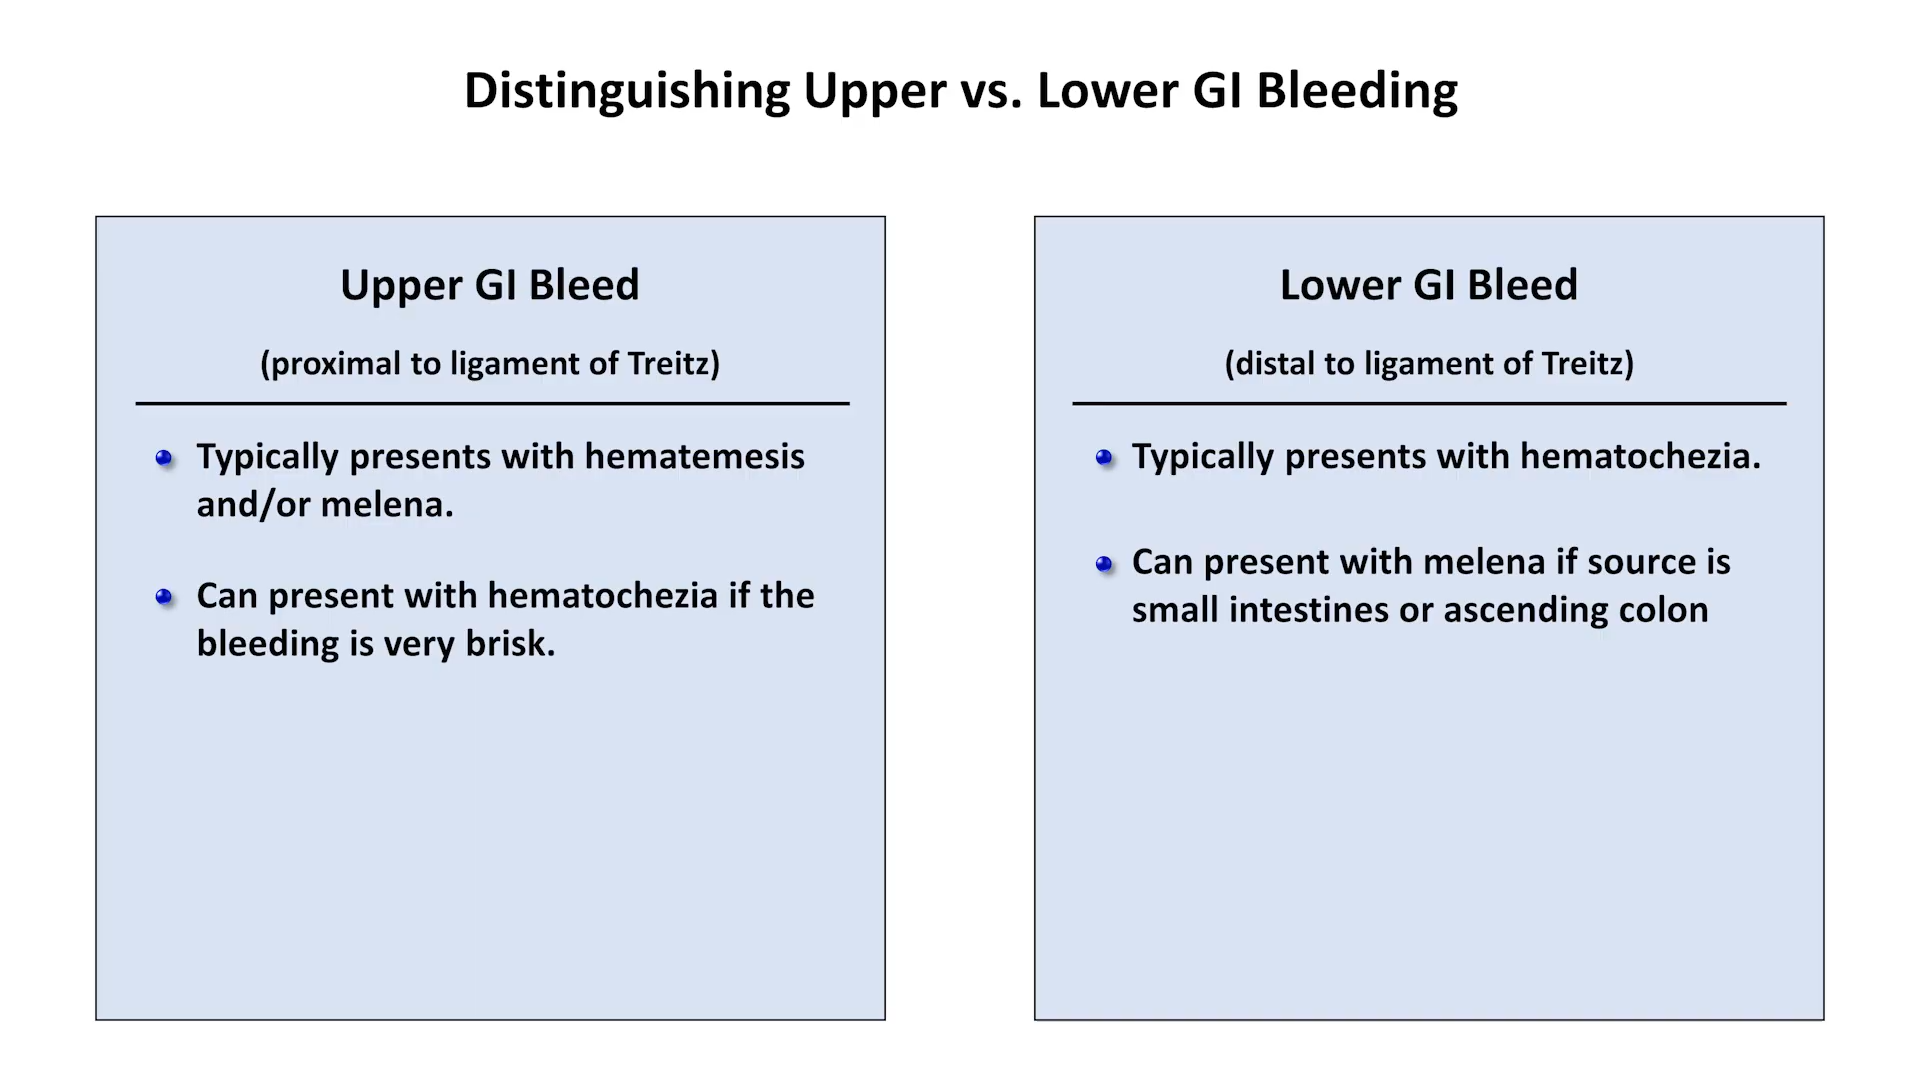 Distinguishing Upper vs. Lower GI Bleeding
Upper GI Bleed
(proximal to ligament of Treitz)
Typically presents with hematemesis
and/or melena.
Can present with hematochezia if the
bleeding is very brisk.
Lower GI Bleed
(distal to ligament of Treitz)
Typically presents with hematochezia.
Can present with melena if source is
small intestines or ascending colon